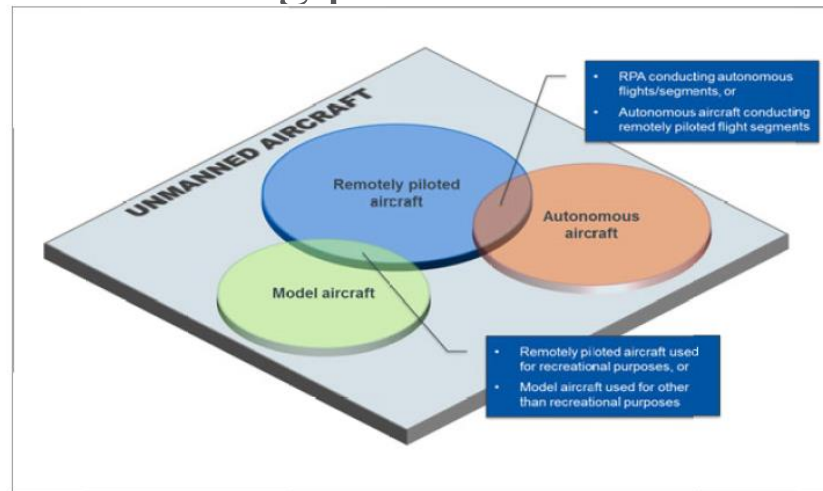 UNMANNED AIRCRAFT
• RPA conducting autonomous
flights/segments, or
• Autonomous aircraft conducting
remotely piloted flight segments
Remotely piloted
aircraft
Autonomous
aircraft
Model aircraft
• Remotely piloted aircraft used
for recreational purposes, or
• Model aircraft used for other
than recreational purposes